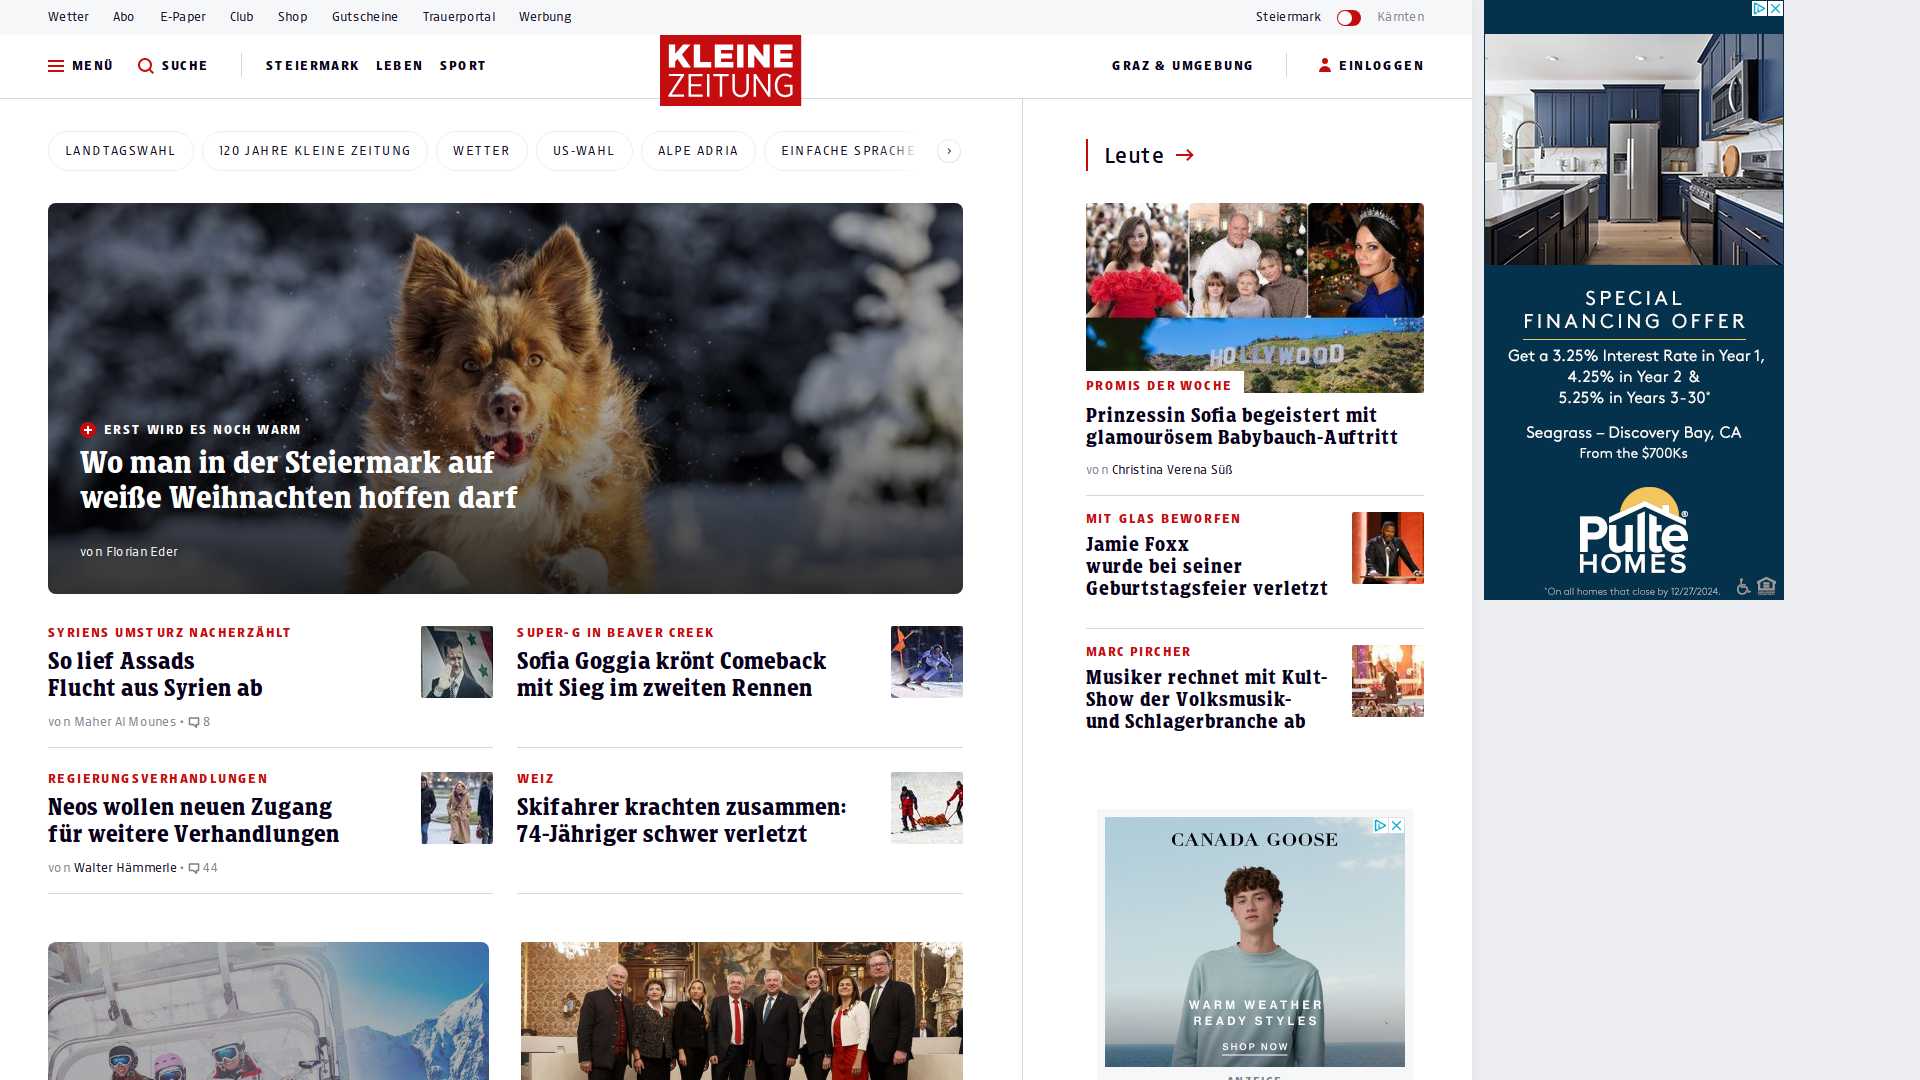 Wetter Abo E-Paper Club Shop Gutscheine Trauerportal Werbung Steiermark Kärnten
MENÜ SUCHE STEIERMARK LEBEN SPORT
KLEINE
ZEITUNG
GRAZ & UMGEBUNG EINLOGGEN
LANDTAGSWAHL 120 JAHRE KLEINE ZEITUNG WETTER US-WAHL ALPE ADRIA EINFACHE SPRACHE
ERST WIRD ES NOCH WARM
Wo man in der Steiermark auf
weiße Weihnachten hoffen darf
von Florian Eder
SYRIENS UMSTURZ NACHERZÄHLT
So lief Assads
Flucht aus Syrien ab
von Maher Al Mounes • 8
SUPER-G IN BEAVER CREEK
Sofia Goggia krönt Comeback
mit Sieg im zweiten Rennen
REGIERUNGSVERHANDLUNGEN
Neos wollen neuen Zugang
für weitere Verhandlungen
von Walter Hämmerle • 44
WEIZ
Skifahrer krachten zusammen:
74-Jähriger schwer verletzt
Leute
HOLLYWOOD
PROMIS DER WOCHE
Prinzessin Sofia begeistert mit
glamourösem Babybauch-Auftritt
von Christina Verena Süß
MIT GLAS BEWORFEN
Jamie Foxx
wurde bei seiner
Geburtstagsfeier verletzt
MARC PIRCHER
Musiker rechnet mit Kult-
Show der Volksmusik-
und Schlagerbranche ab
CANADA GOOSE
WARM WEATHER
READY STYLES
SHOP NOW
ANZEIGE
SPECIAL
FINANCING OFFER
Get a 3.25% Interest Rate in Year 1,
4.25% in Year 2 &
5.25% in Years 3-30*
Seagrass – Discovery Bay, CA
From the $700Ks
Pulte®
HOMES
*On all homes that close by 12/27/2024.